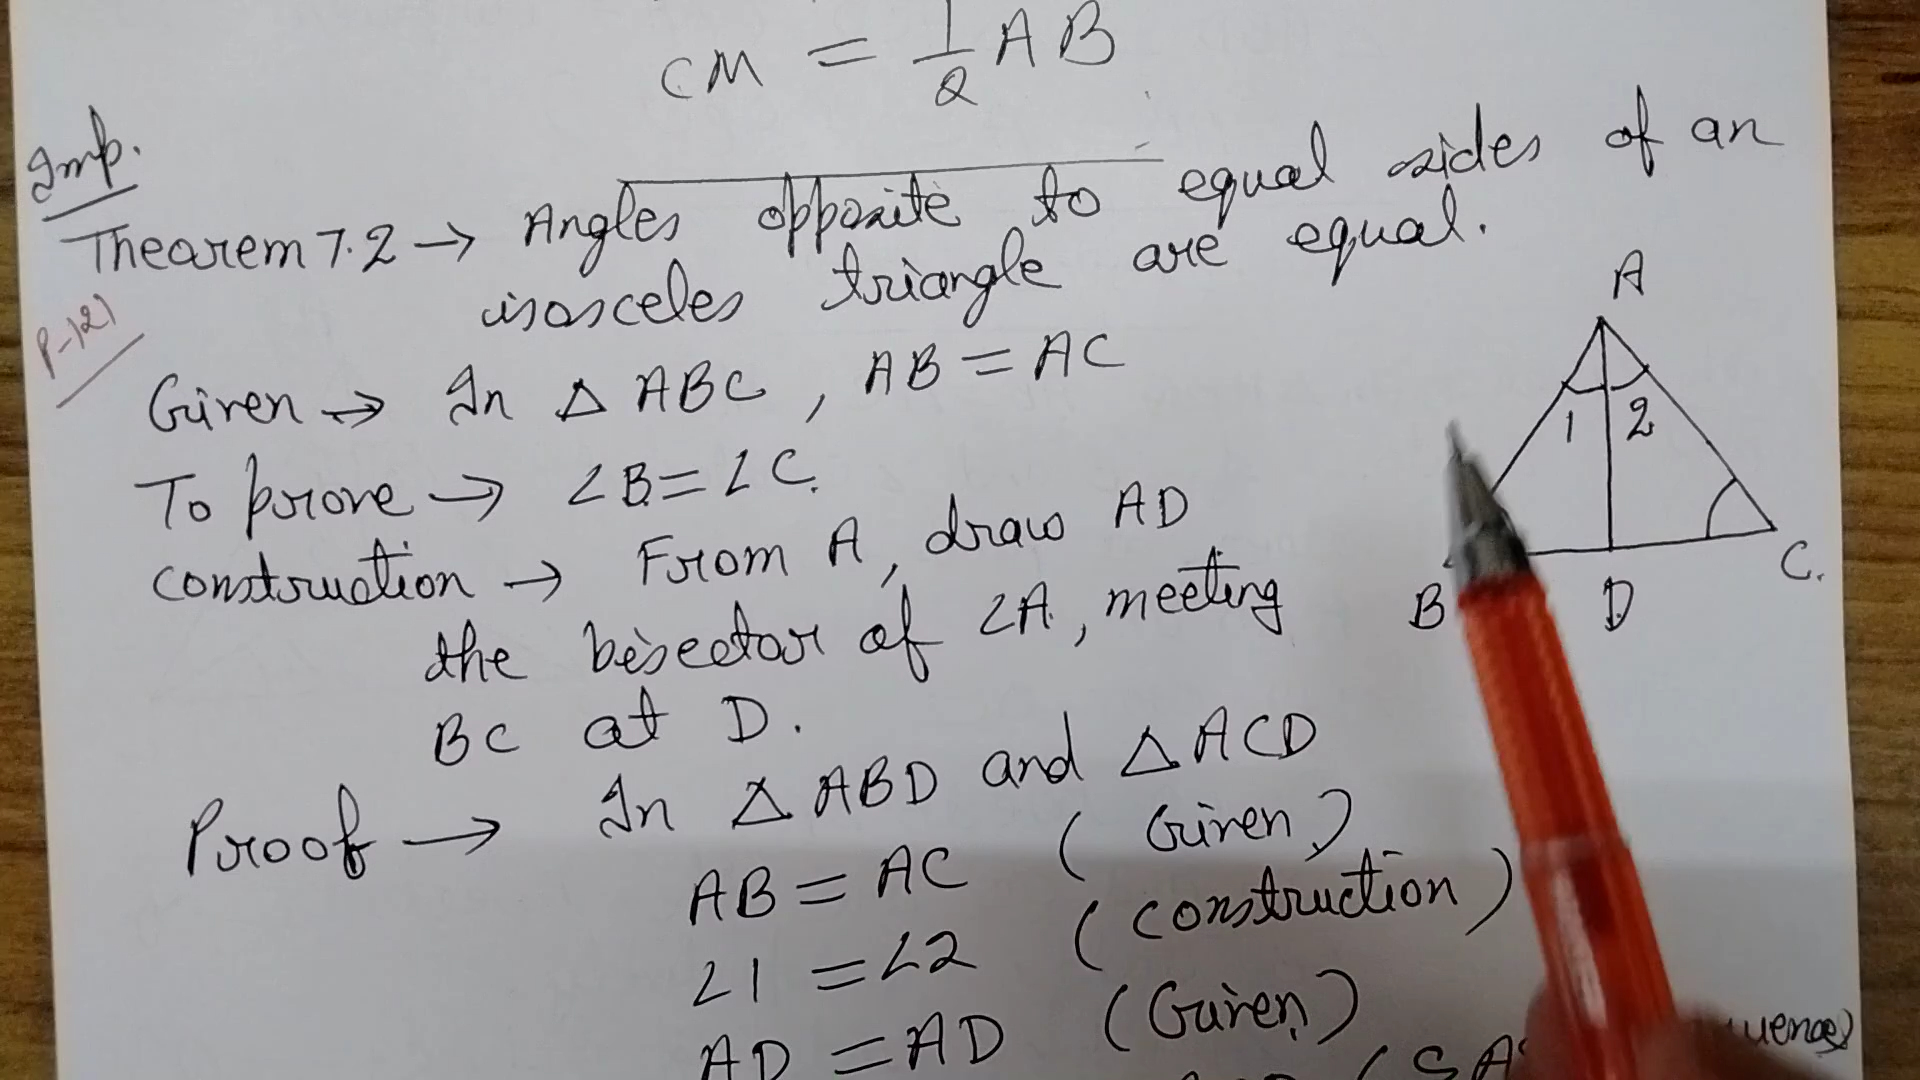 CM = 1/2 AB
Imp.
Thearem 7.2 → Angles opposite to equal sides of an
isosceles triangle are equal.
P-121
Given → In △ ABC, AB = AC
To prove → ∠B = ∠C.
construction → From A, draw AD
the bisector of ∠A, meeting
BC at D.
A
1 2
B D C.
Proof → In △ ABD and △ ACD
AB = AC (Given)
∠1 = ∠2 (construction)
AD = AD (Given)
(SA